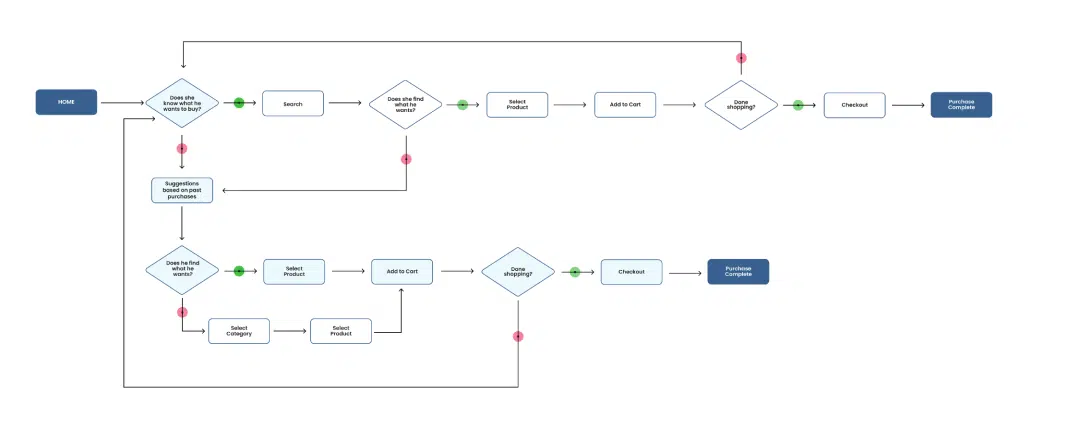 HOME
Does she
know what he
wants to buy?
Search
Does she find
what he
wants?
Select
Product
Add to Cart
Done
shopping?
Checkout
Purchase
Complete
Suggestions
based on past
purchases
Does he find
what he
wants?
Select
Product
Add to Cart
Done
shopping?
Checkout
Purchase
Complete
Select
Category
Select
Product